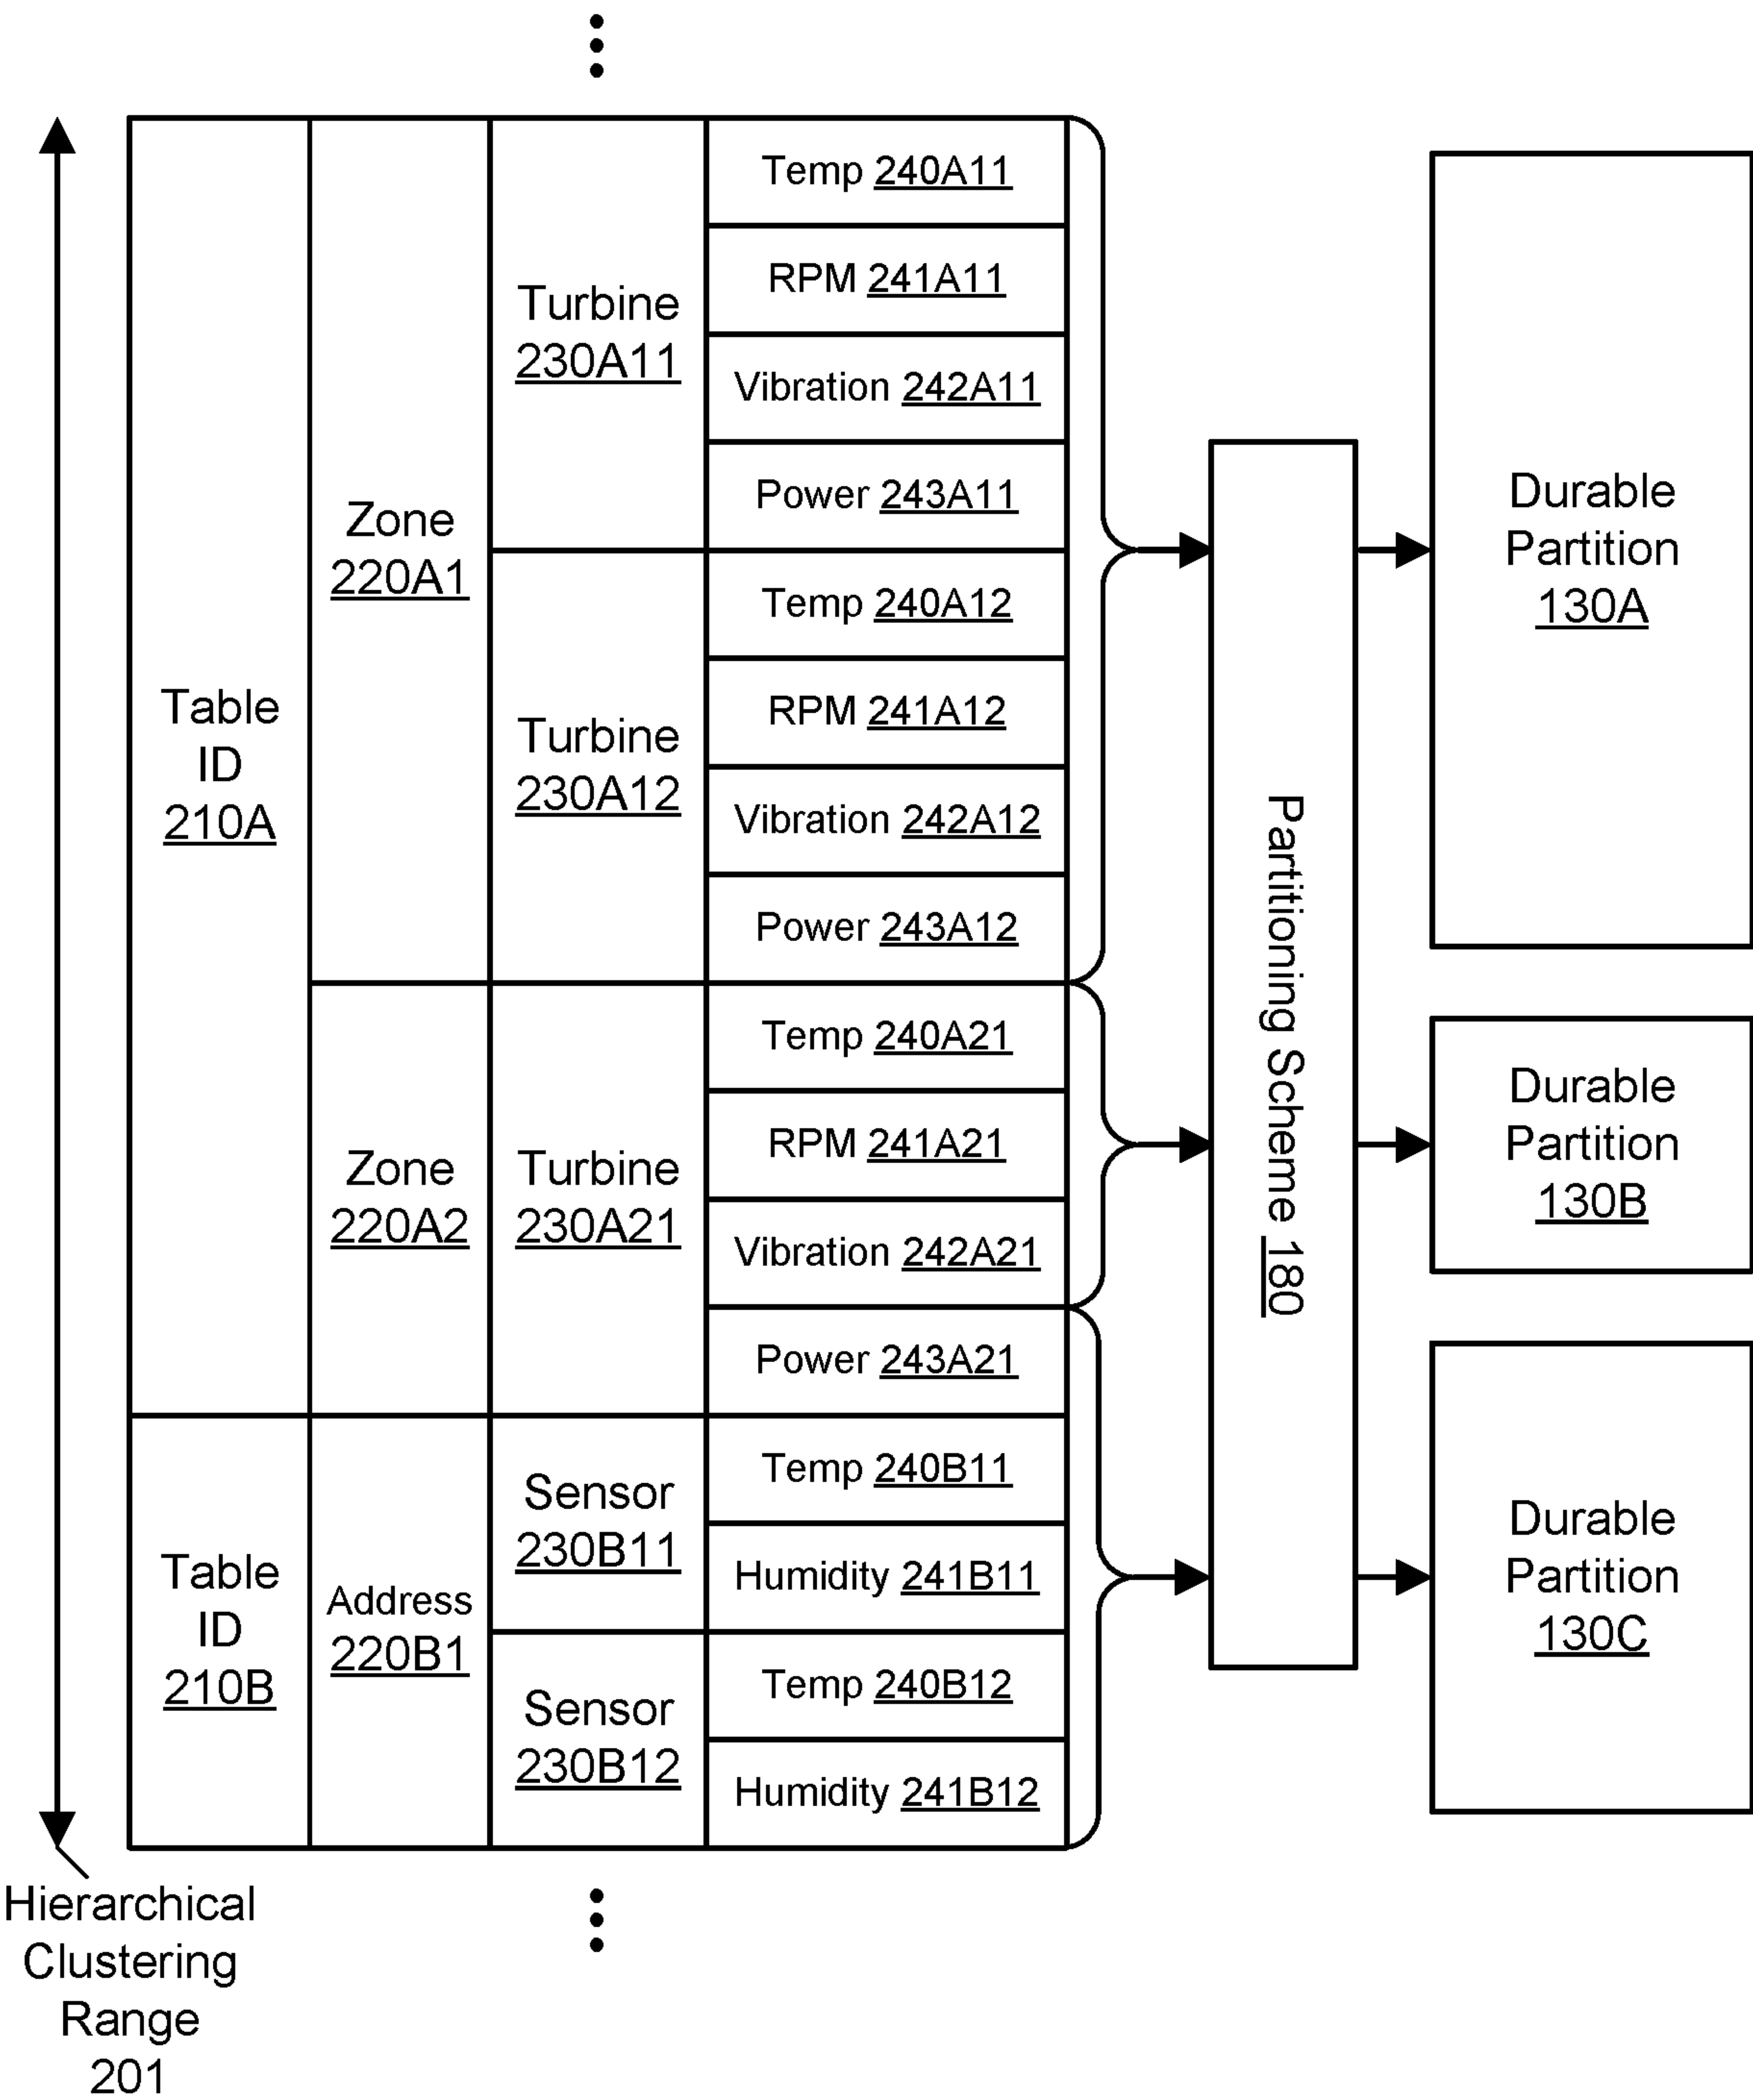 Table
ID
210A
Zone
220A1
Turbine
230A11
Temp 240A11
RPM 241A11
Vibration 242A11
Power 243A11
Turbine
230A12
Temp 240A12
RPM 241A12
Vibration 242A12
Power 243A12
Zone
220A2
Turbine
230A21
Temp 240A21
RPM 241A21
Vibration 242A21
Power 243A21
Table
ID
210B
Address
220B1
Sensor
230B11
Temp 240B11
Humidity 241B11
Sensor
230B12
Temp 240B12
Humidity 241B12
Partitioning Scheme 180
Durable
Partition
130A
Durable
Partition
130B
Durable
Partition
130C
Hierarchical
Clustering
Range
201